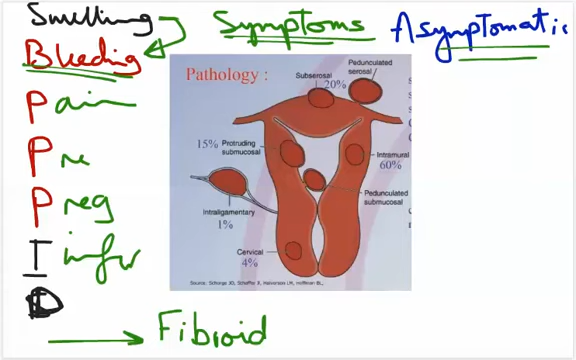 Swelling
Symptoms
Asymptomatic
Bleeding
Pain
Pre
Preg
I infer
D
Fibroid
Pathology :
Subserosal
20%
Pedunculated
serosal
15% Protruding
submucosal
Intramural
60%
Pedunculated
submucosal
Intraligamentary
1%
Cervical
4%